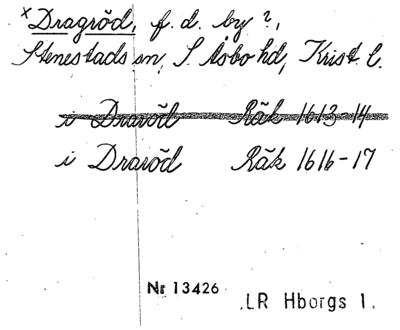 ×Dragröd, f.d. by ?,
Stenestads sn, S. Åsbo hd, Krist. l.
i Draröd Räk 1613-14
i Draröd Räk 1616-17
Nr 13426
LR Hborgs l.